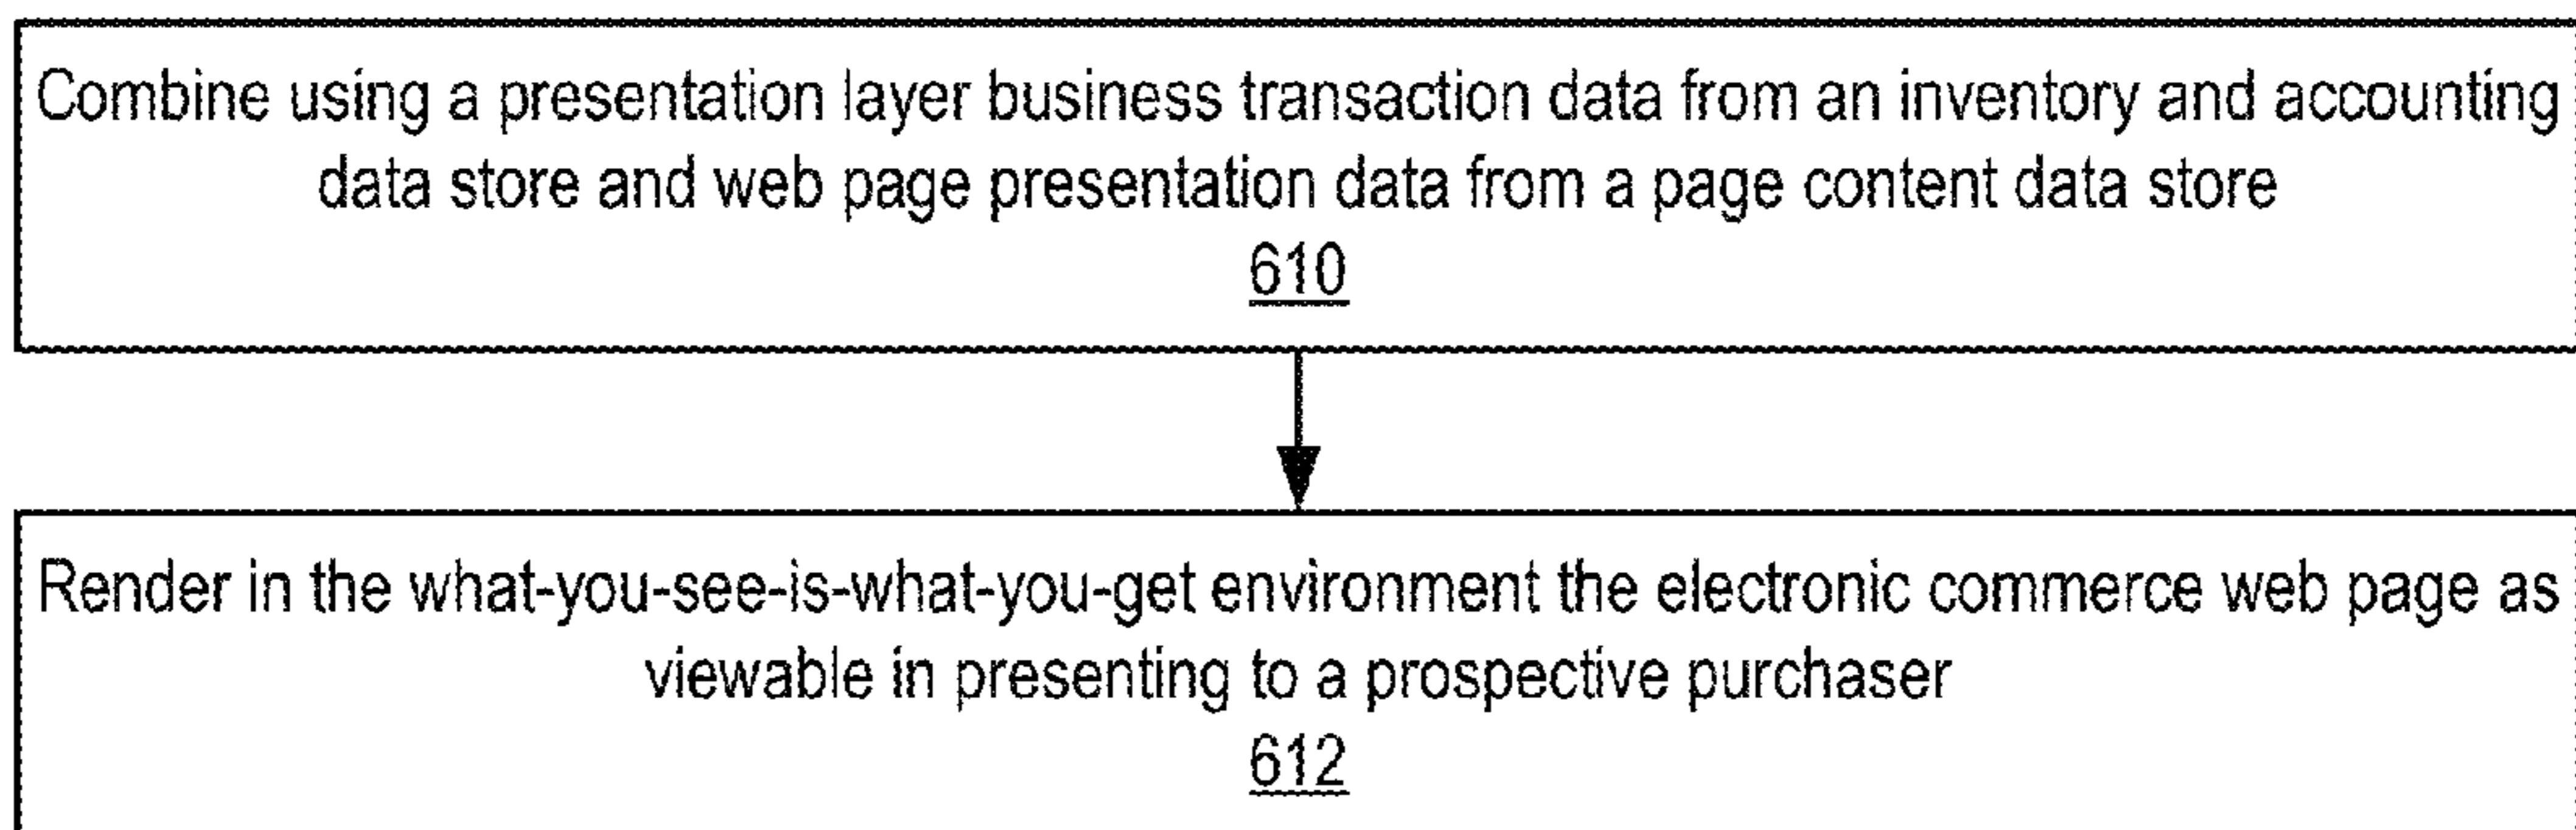 Combine using a presentation layer business transaction data from an inventory and accounting
data store and web page presentation data from a page content data store
610
Render in the what-you-see-is-what-you-get environment the electronic commerce web page as
viewable in presenting to a prospective purchaser
612